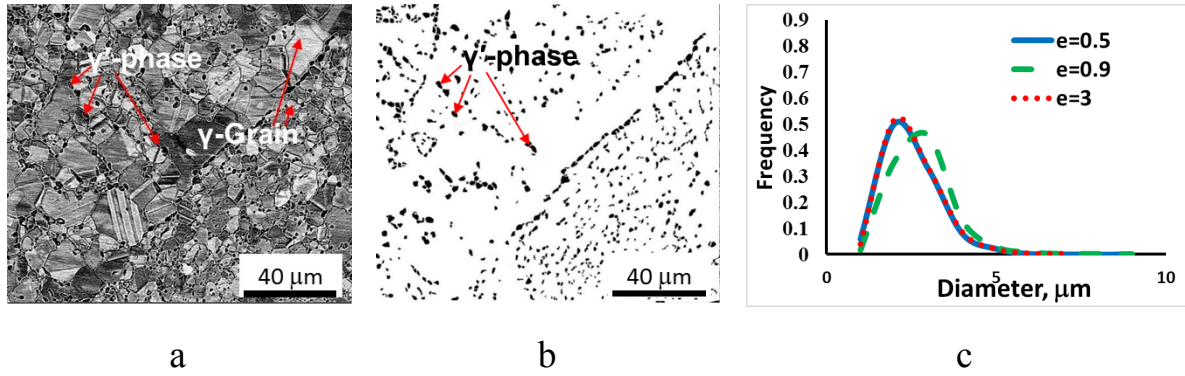 γ'-phase
γ-Grain
40 μm
a
γ'-phase
40 μm
b
Frequency
0.9
0.8
0.7
0.6
0.5
0.4
0.3
0.2
0.1
0
e=0.5
e=0.9
e=3
0
5
10
Diameter, μm
c